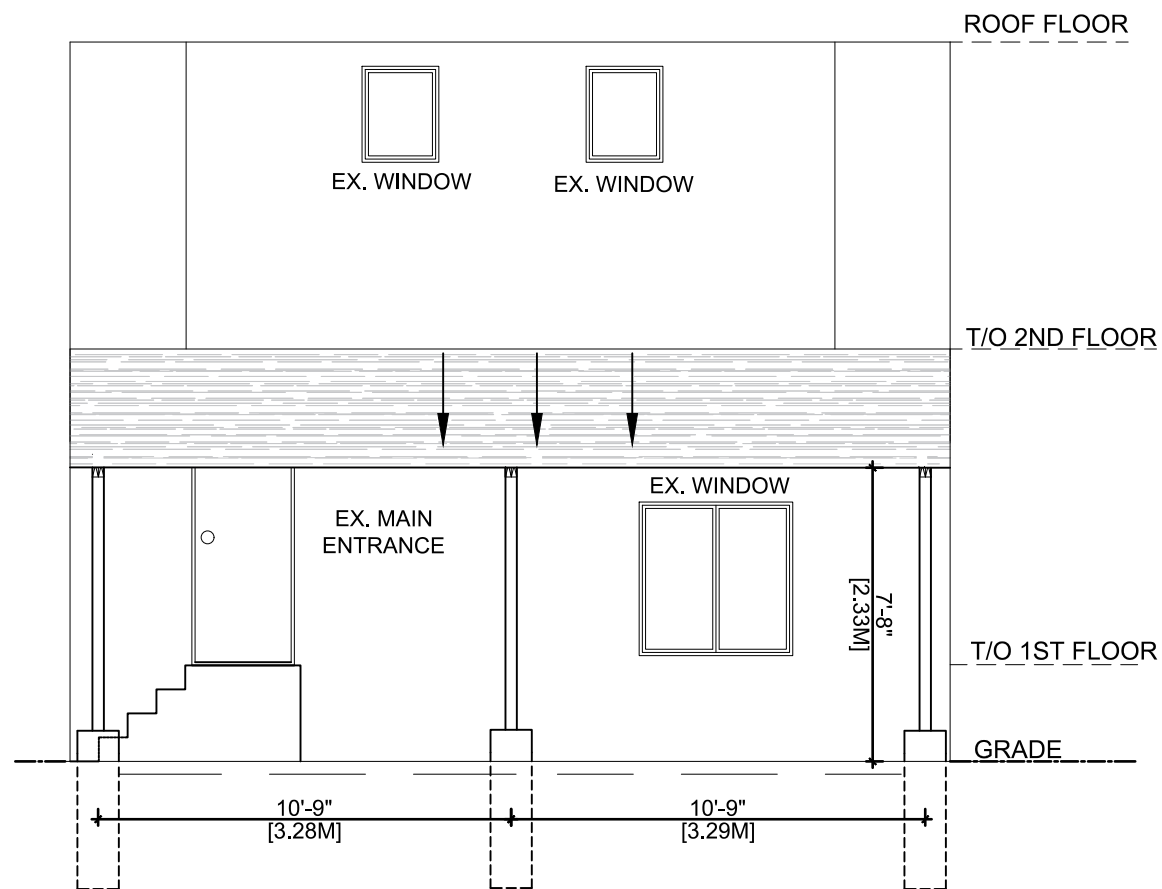 ROOF FLOOR
EX. WINDOW
EX. WINDOW
T/O 2ND FLOOR
EX. WINDOW
EX. MAIN
ENTRANCE
7'-8"
[2.33M]
T/O 1ST FLOOR
GRADE
10'-9"
[3.28M]
10'-9"
[3.29M]